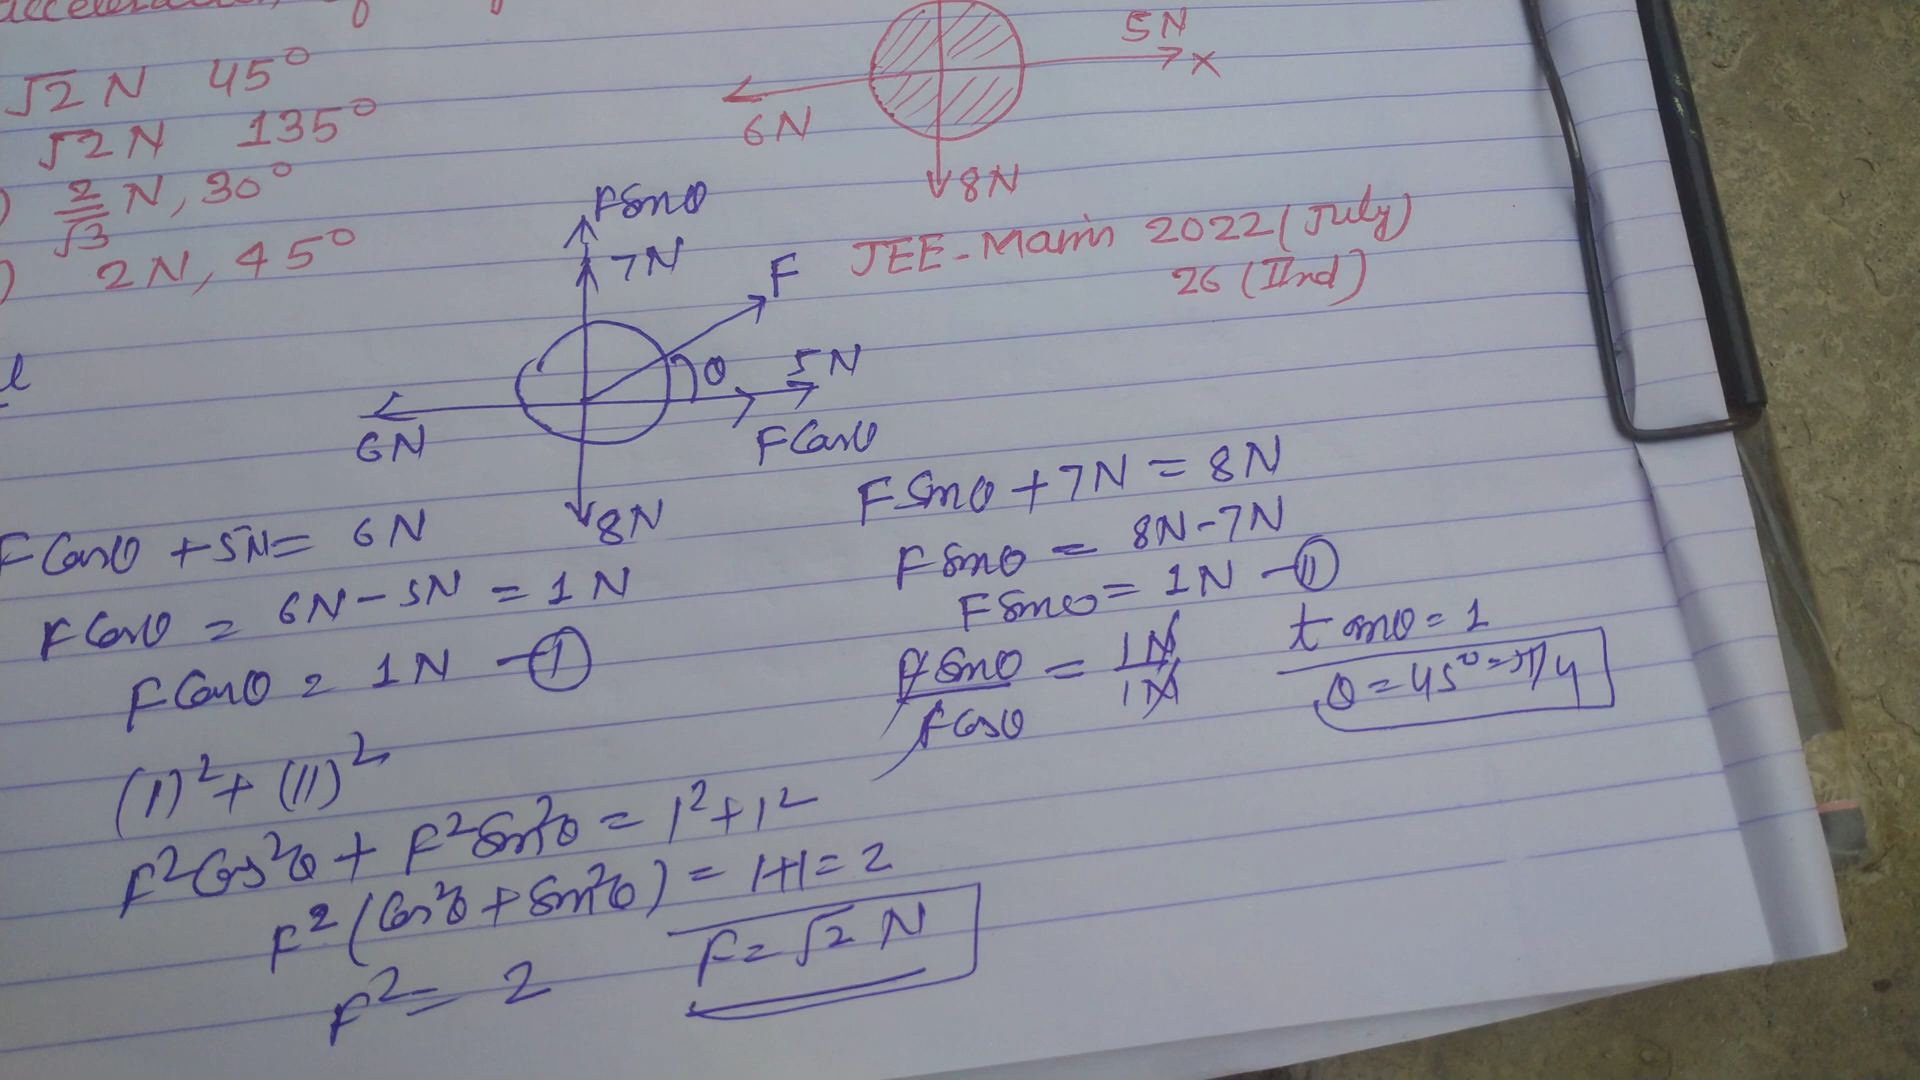 √2 N 45°
√2 N 135°
) 2/√3 N, 30°
) 2N, 45°
5N
x
6N
8N
JEE-Main 2022 (July)
26 (IInd)
F Sinθ
7N
F
θ
5N
6N
F Cosθ
8N
F Cosθ + 5N = 6N
F Cosθ = 6N - 5N = 1N
F Cosθ = 1N - (I)
F Sinθ + 7N = 8N
F Sinθ = 8N - 7N
F Sinθ = 1N - (II)
F Sinθ / F Cosθ = 1N / 1N
tanθ = 1
θ = 45° = π/4
(I)² + (II)²
F² Cos²θ + F² Sin²θ = 1² + 1²
F² (Cos²θ + Sin²θ) = 1+1 = 2
F² = 2
F = √2 N